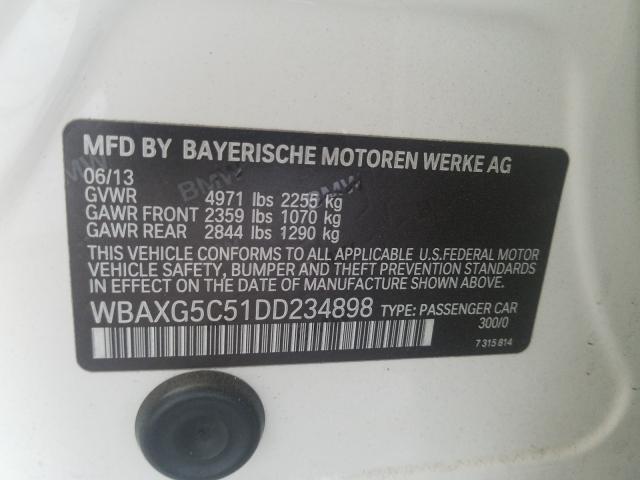 MFD BY BAYERISCHE MOTOREN WERKE AG
06/13
GVWR 4971 lbs 2255 kg
GAWR FRONT 2359 lbs 1070 kg
GAWR REAR 2844 lbs 1290 kg
THIS VEHICLE CONFORMS TO ALL APPLICABLE U.S.FEDERAL MOTOR
VEHICLE SAFETY, BUMPER AND THEFT PREVENTION STANDARDS
IN EFFECT ON THE DATE OF MANUFACTURE SHOWN ABOVE.
WBAXG5C51DD234898 TYPE: PASSENGER CAR
300/0
7 315 814
BMW
BMW
BMW